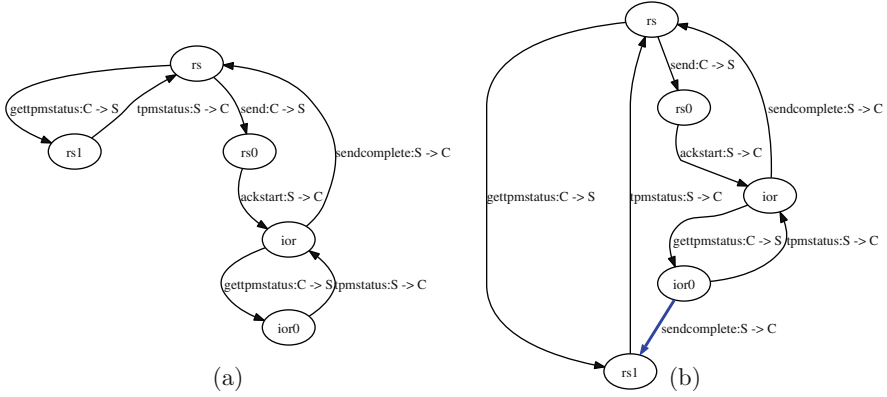 rs
gettpmstatus:C -> S
tpmstatus:S -> C
send:C -> S
rs1
rs0
sendcomplete:S -> C
ackstart:S -> C
ior
gettpmstatus:C -> S
tpmstatus:S -> C
ior0
(a)
rs
send:C -> S
rs0
sendcomplete:S -> C
ackstart:S -> C
gettpmstatus:C -> S
tpmstatus:S -> C
ior
gettpmstatus:C -> S
tpmstatus:S -> C
ior0
sendcomplete:S -> C
rs1
(b)